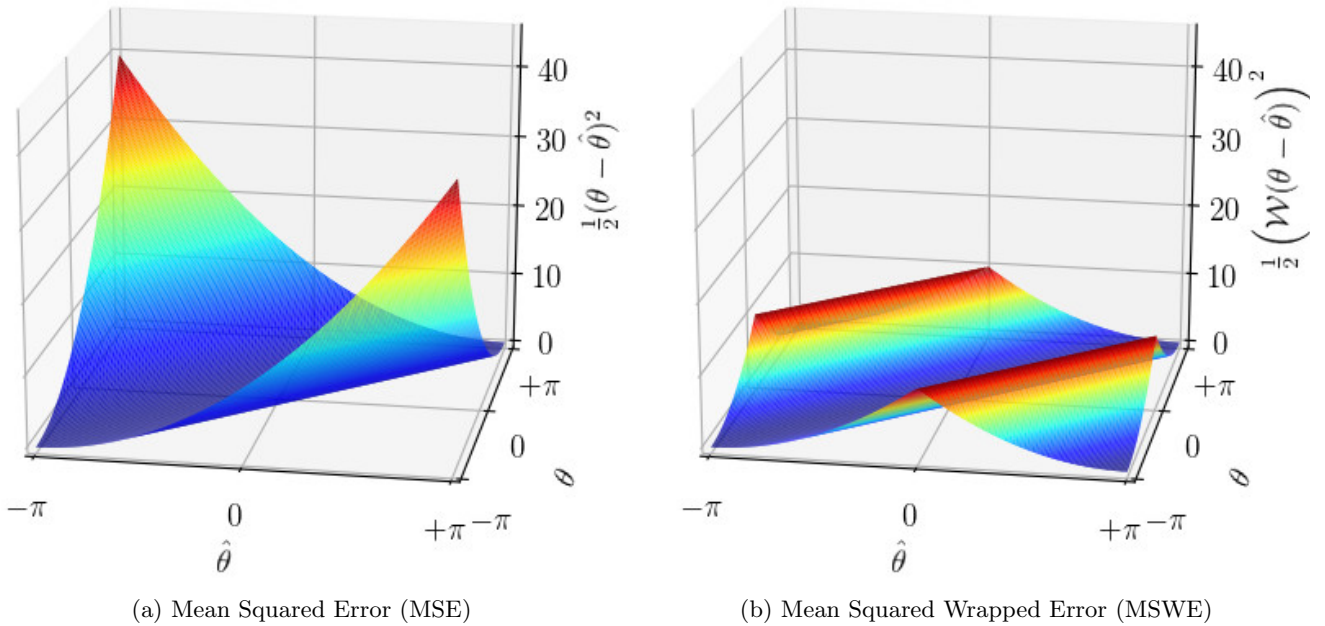 40
30
20
10
0
½(θ − θ̂)²
+π
0
−π
θ
−π
0
+π
θ̂
(a) Mean Squared Error (MSE)
40
30
20
10
0
½(𝒲(θ − θ̂))²
+π
0
−π
θ
−π
0
+π
θ̂
(b) Mean Squared Wrapped Error (MSWE)